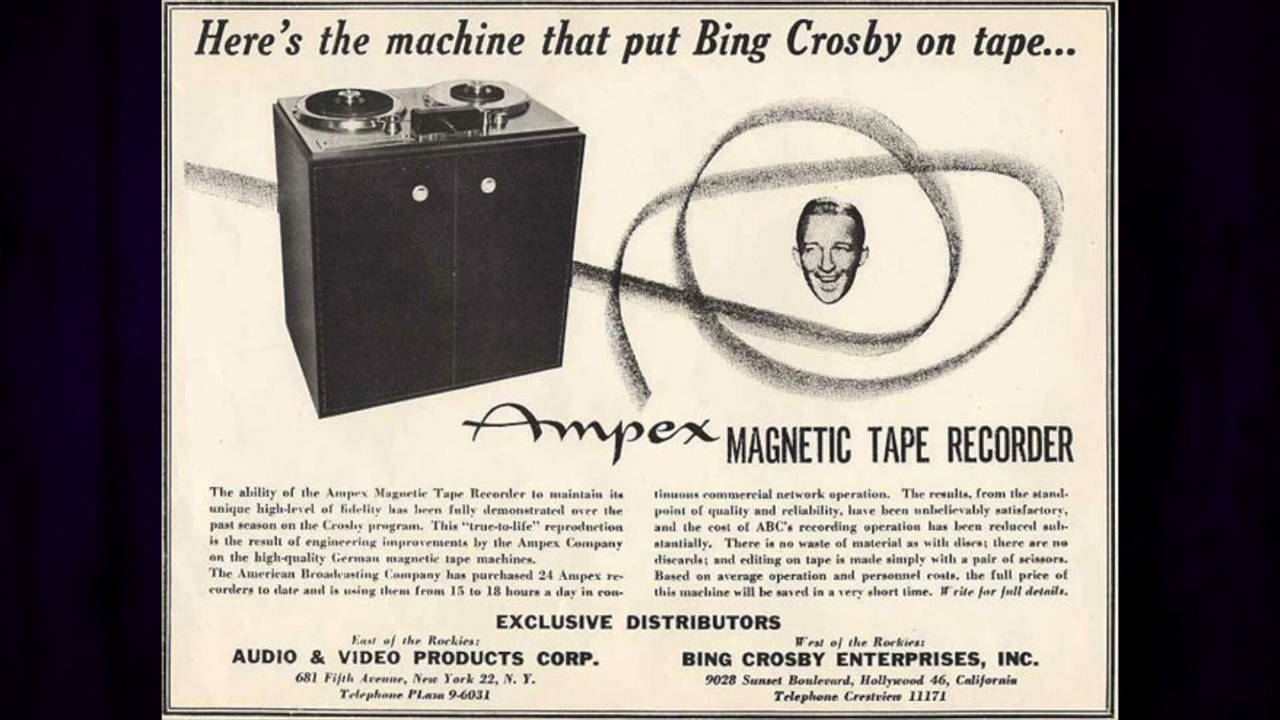 Here's the machine that put Bing Crosby on tape...
Ampex MAGNETIC TAPE RECORDER
The ability of the Ampex Magnetic Tape Recorder to maintain its
unique high-level of fidelity has been fully demonstrated over the
past season on the Crosby program. This "true-to-life" reproduction
is the result of engineering improvements by the Ampex Company
on the high-quality German magnetic tape machines.
The American Broadcasting Company has purchased 24 Ampex re-
corders to date and is using them from 15 to 18 hours a day in con-
tinuous commercial network operation. The results, from the stand-
point of quality and reliability, have been unbelievably satisfactory,
and the cost of ABC's recording operation has been reduced sub-
stantially. There is no waste of material as with discs; there are no
discards; and editing on tape is made simply with a pair of scissors.
Based on average operation and personnel costs, the full price of
this machine will be saved in a very short time. Write for full details.
EXCLUSIVE DISTRIBUTORS
East of the Rockies:
AUDIO & VIDEO PRODUCTS CORP.
681 Fifth Avenue, New York 22, N. Y.
Telephone PLaza 9-6031
West of the Rockies:
BING CROSBY ENTERPRISES, INC.
9028 Sunset Boulevard, Hollywood 46, California
Telephone Crestview 11171